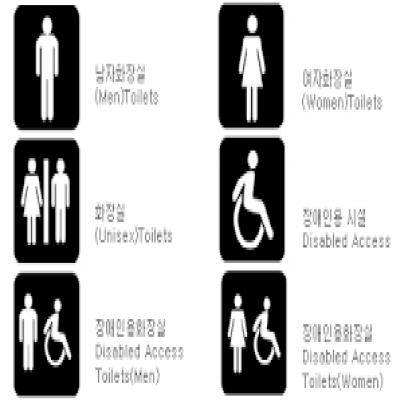 남자화장실
(Men)Toilets
여자화장실
(Women)Toilets
화장실
(Unisex)Toilets
장애인용 시설
Disabled Access
장애인용화장실
Disabled Access
Toilets(Men)
장애인용화장실
Disabled Access
Toilets(Women)